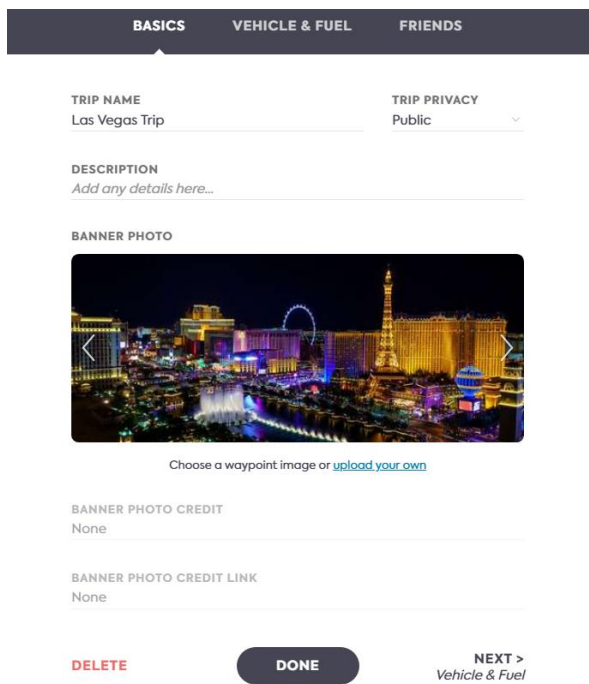 BASICS VEHICLE & FUEL FRIENDS
TRIP NAME TRIP PRIVACY
Las Vegas Trip Public
DESCRIPTION
Add any details here...
BANNER PHOTO
Choose a waypoint image or upload your own
BANNER PHOTO CREDIT
None
BANNER PHOTO CREDIT LINK
None
DELETE DONE NEXT >
Vehicle & Fuel